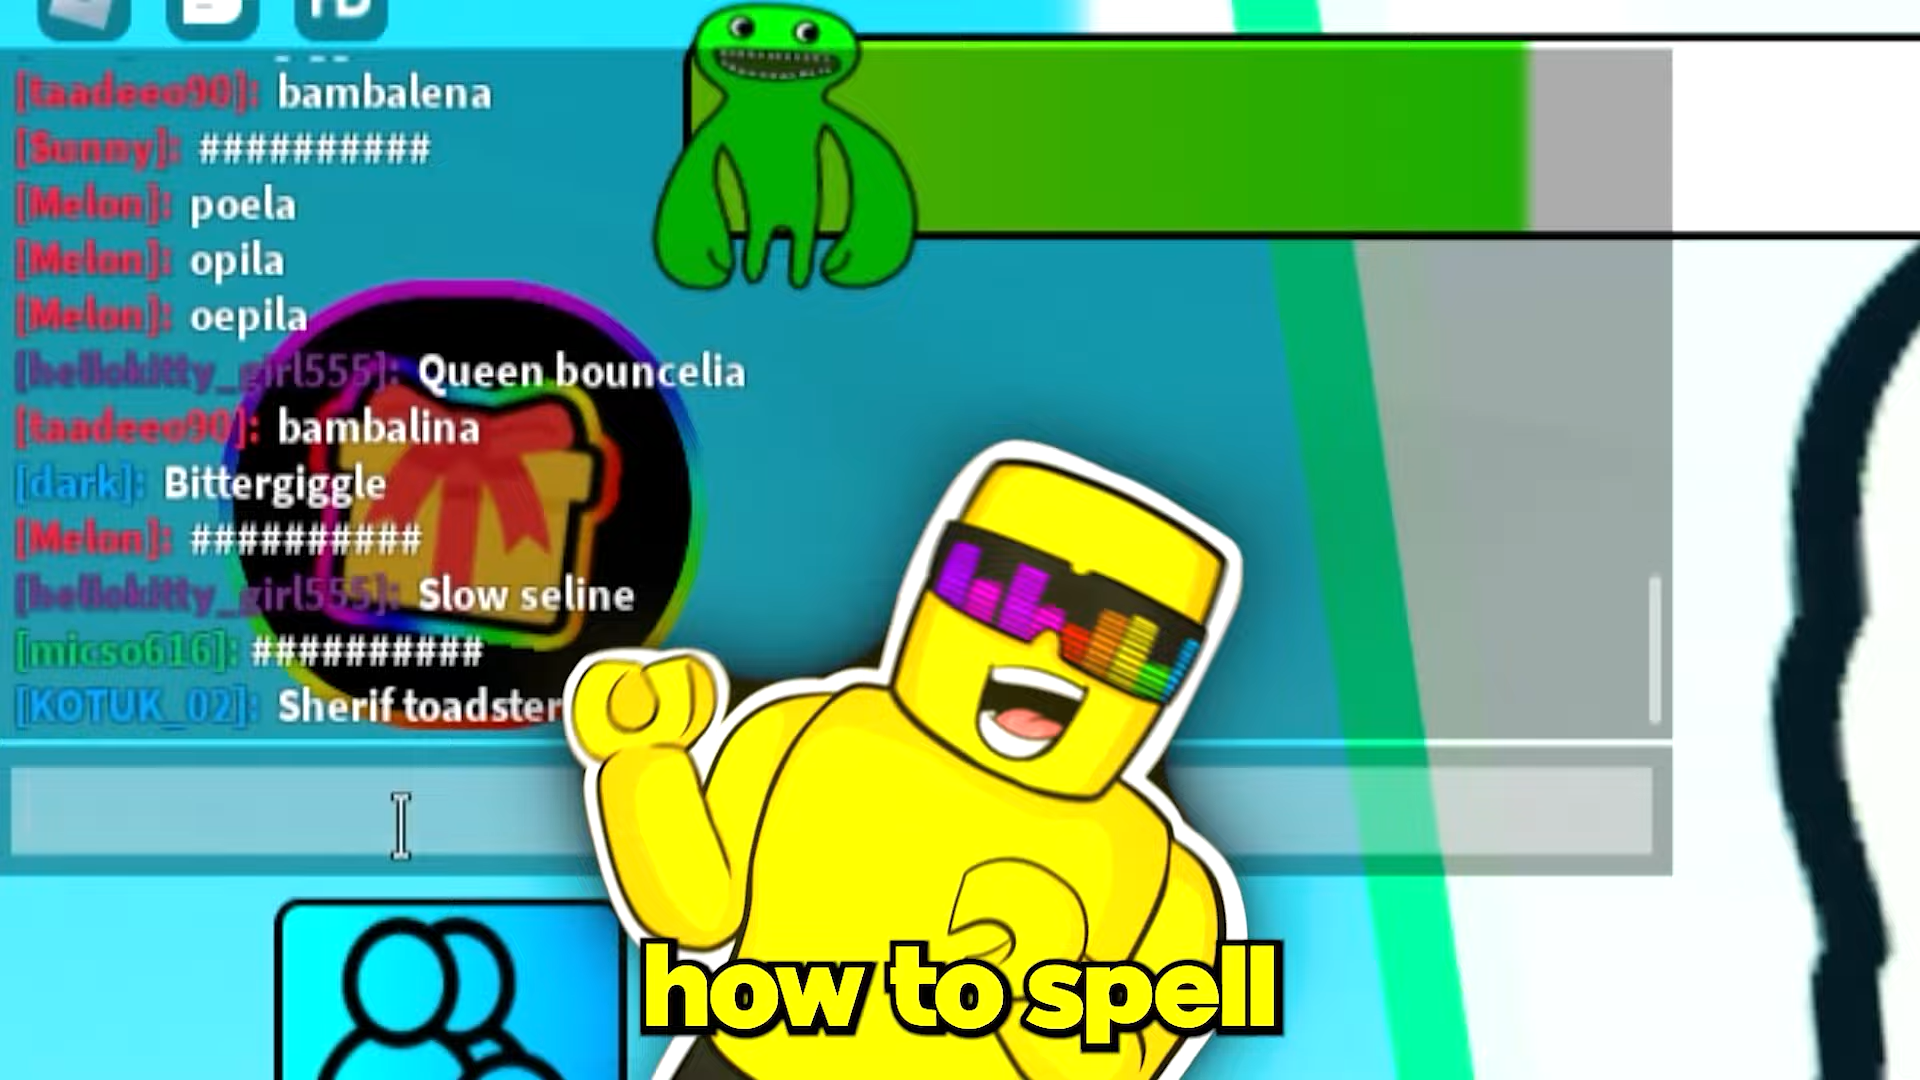 [taadeeo90]: bambalena
[Sunny]: ##########
[Melon]: poela
[Melon]: opila
[Melon]: oepila
[hellokitty_girl555]: Queen bouncelia
[taadeeo90]: bambalina
[dark]: Bittergiggle
[Melon]: ##########
[hellokitty_girl555]: Slow seline
[micso616]: ##########
[KOTUK_02]: Sherif toadster
how to spell